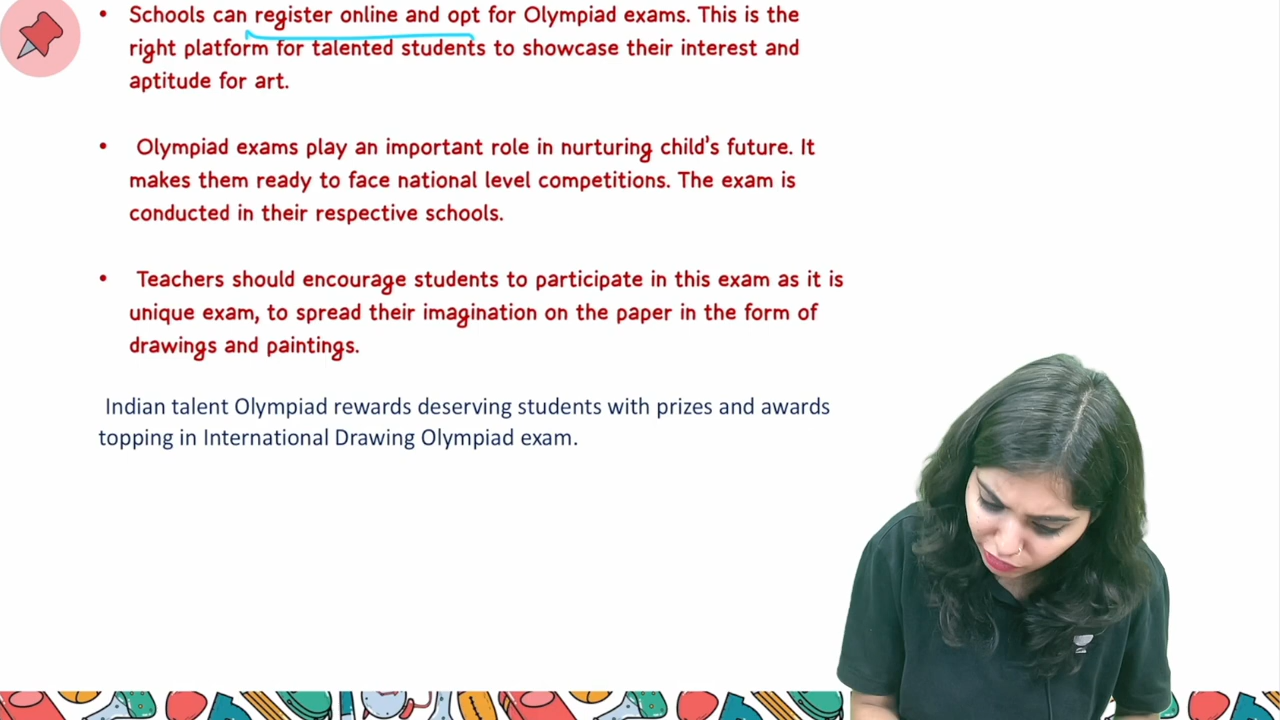 • Schools can register online and opt for Olympiad exams. This is the
right platform for talented students to showcase their interest and
aptitude for art.
• Olympiad exams play an important role in nurturing child's future. It
makes them ready to face national level competitions. The exam is
conducted in their respective schools.
• Teachers should encourage students to participate in this exam as it is
unique exam, to spread their imagination on the paper in the form of
drawings and paintings.
Indian talent Olympiad rewards deserving students with prizes and awards
topping in International Drawing Olympiad exam.